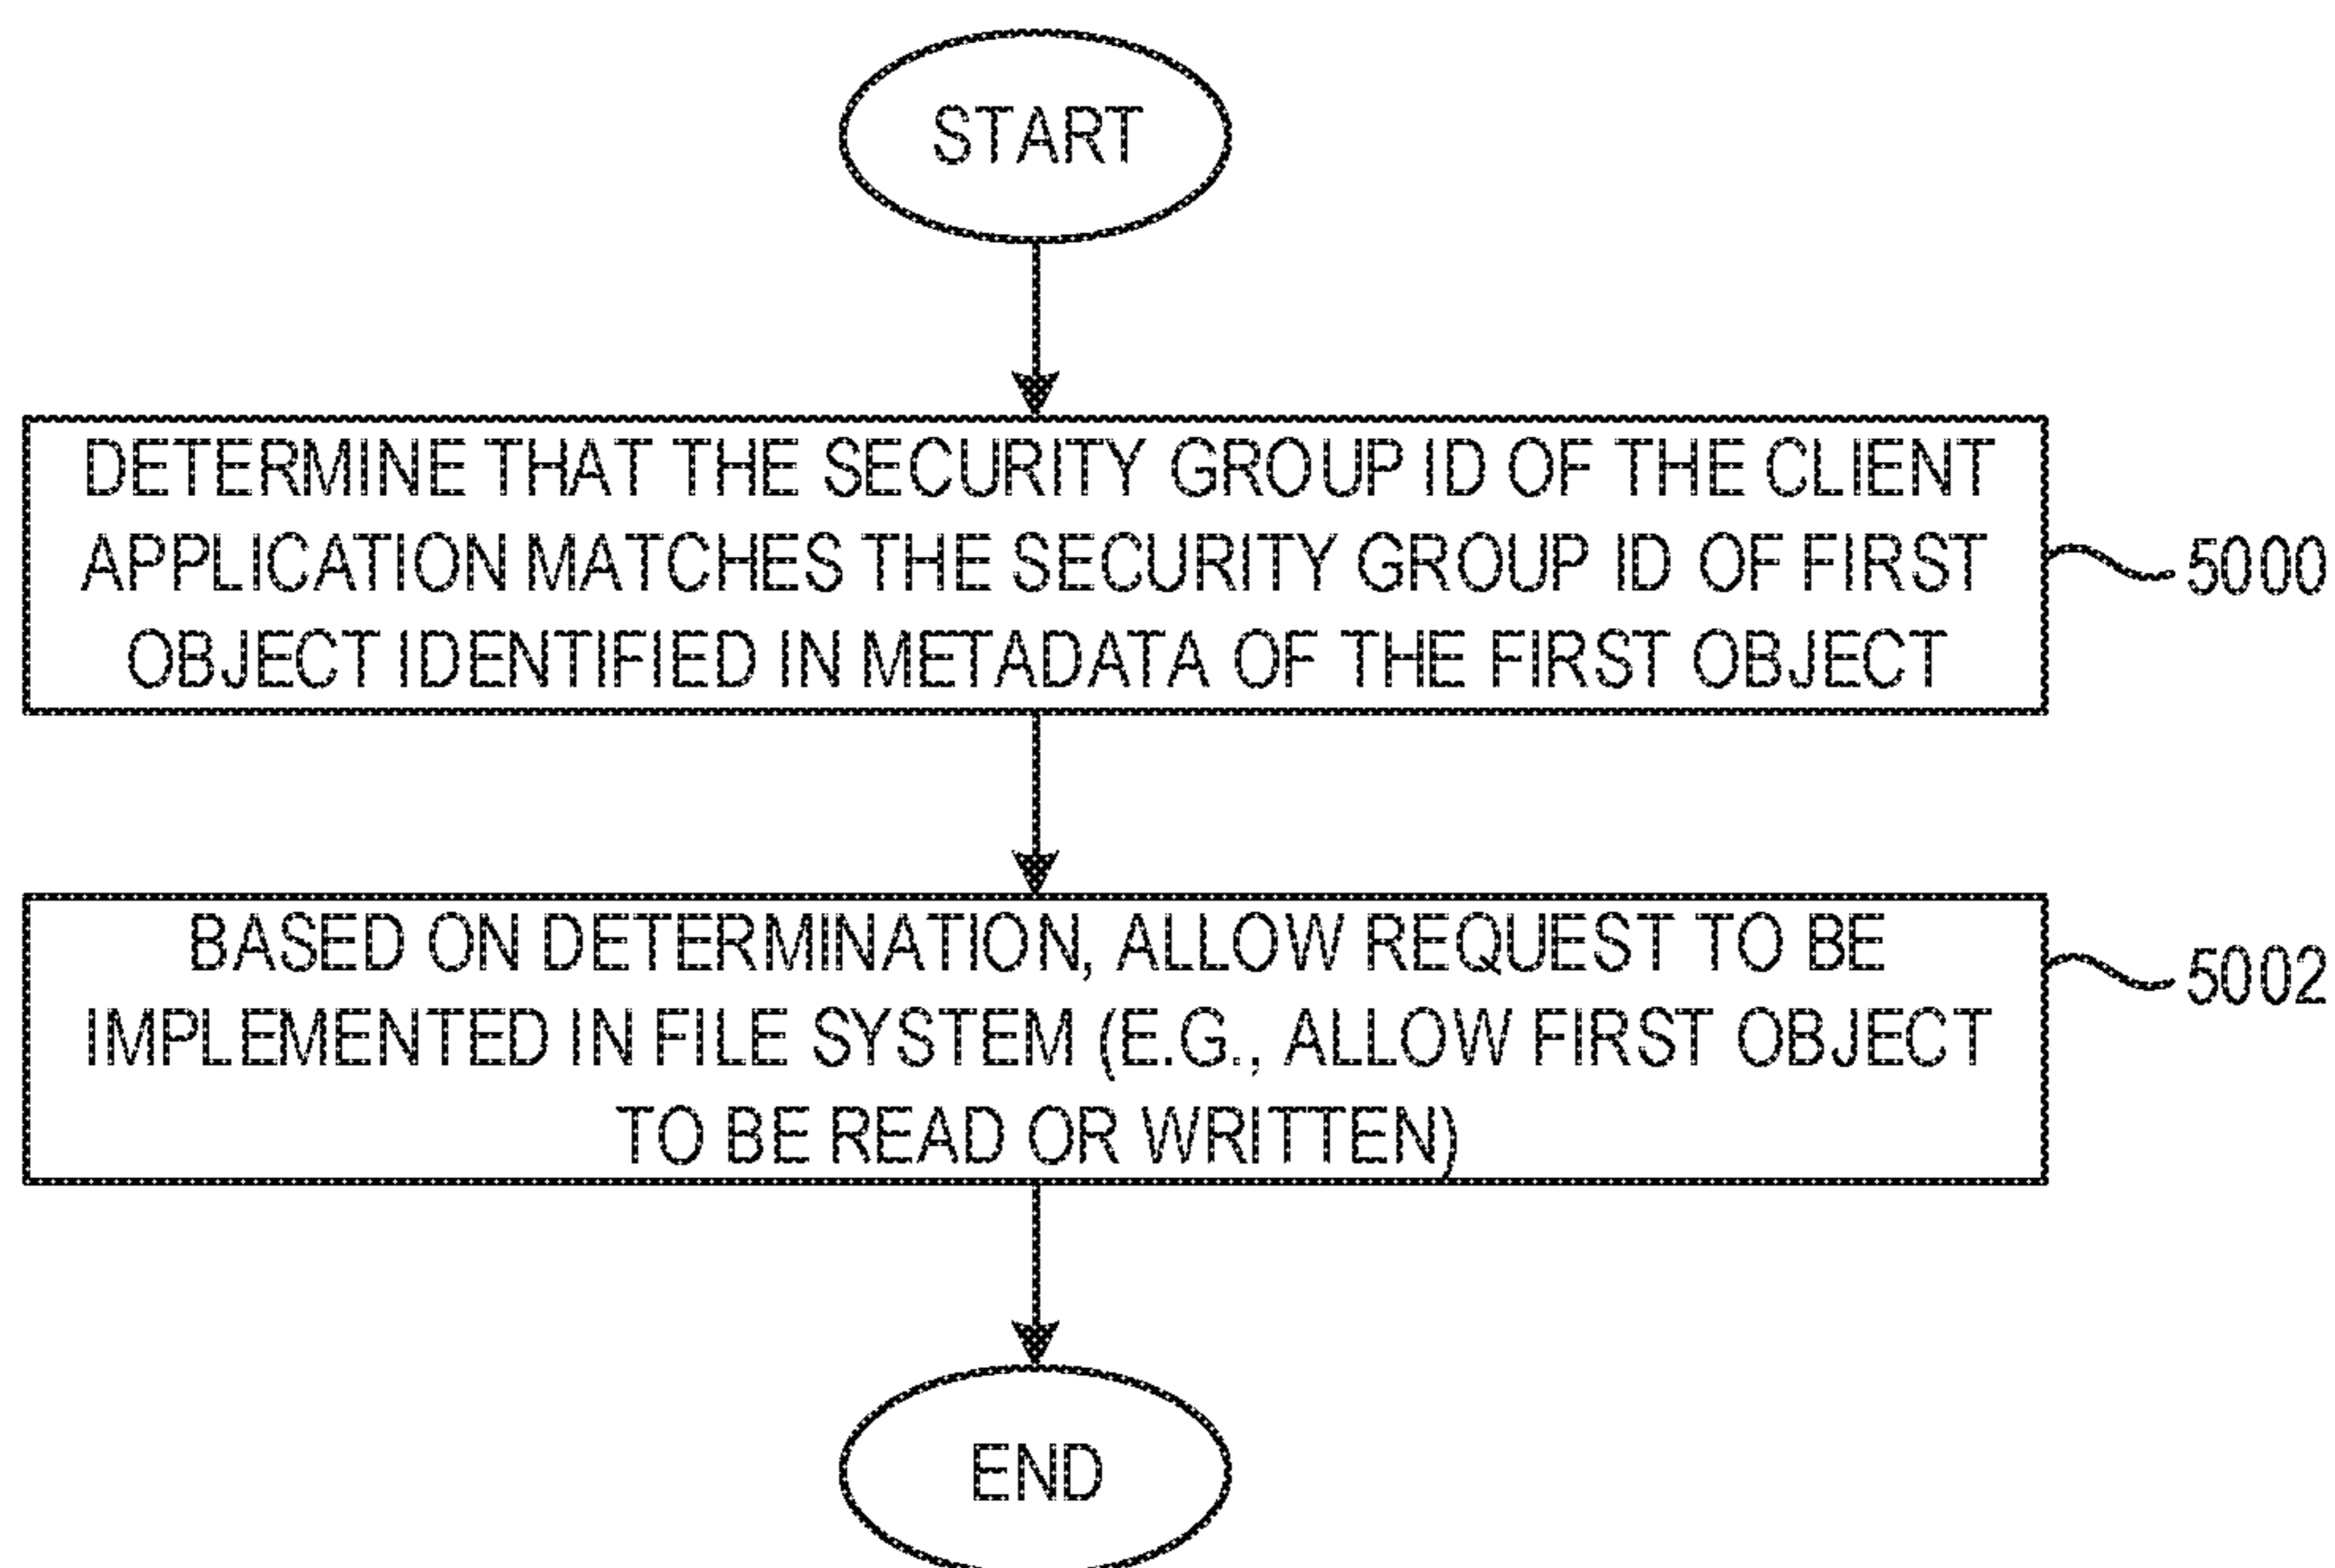 START
DETERMINE THAT THE SECURITY GROUP ID OF THE CLIENT
APPLICATION MATCHES THE SECURITY GROUP ID OF FIRST
OBJECT IDENTIFIED IN METADATA OF THE FIRST OBJECT
5000
BASED ON DETERMINATION, ALLOW REQUEST TO BE
IMPLEMENTED IN FILE SYSTEM (E.G., ALLOW FIRST OBJECT
TO BE READ OR WRITTEN)
5002
END